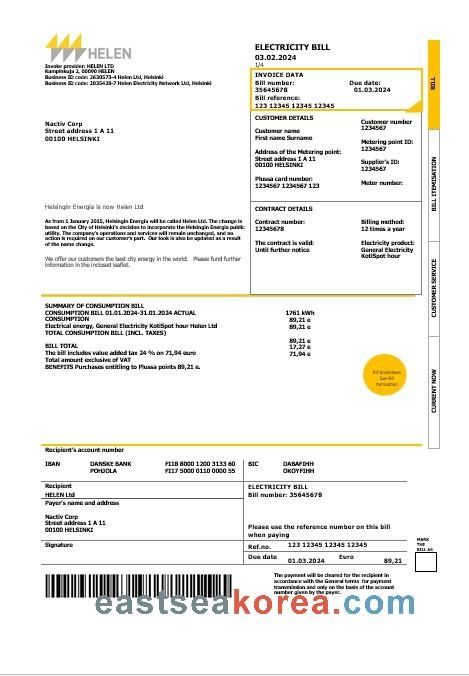 HELEN
Invoke provider: HELEN LTD
Kampinkuja 2, 00090 HELEN
Business ID code: 2630573-4 Helen Ltd, Helsinki
Business ID code: 2035428-7 Helen Electricity Network Ltd, Helsinki
ELECTRICITY BILL
03.02.2024
1/4
INVOICE DATA
Bill number: Due date:
35645678 01.03.2024
Bill reference:
123 12345 12345 12345
Nactiv Corp
Street address 1 A 11
00100 HELSINKI
CUSTOMER DETAILS
Customer name
First name Surname
Address of the Metering point:
Street address 1 A 11
00100 HELSINKI
Plussa card number:
1234567 1234567 123
Customer number
1234567
Metering point ID:
1234567
Supplier's ID:
1234567
Meter number:
Helsingin Energia is now Helen Ltd
As from 1 January 2015, Helsingin Energia will be called Helen Ltd. The change is
based on the City of Helsinki's decision to incorporate the Helsingin Energia public
utility. The company's operations and services will remain unchanged, and no
action is required on our customer's part. Our look is also be updated as a result
of the name change.
We offer our customers the best city energy in the world. Please fund further
information in the inclosed leaflet.
CONTRACT DETAILS
Contract number:
12345678
The contract is valid:
Until further notice
Billing method:
12 times a year
Electricity product:
General Electricity
KotiSpot hour
BILL
BILL ITEMISATION
CUSTOMER SERVICE
CURRENT NOW
SUMMARY OF CONSUMPTION BILL
CONSUMPTION BILL 01.01.2024-31.01.2024 ACTUAL 1761 kWh
CONSUMPTION 89,21 e
Electrical energy, General Electricity KotiSpot hour Helen Ltd 89,21 e
TOTAL CONSUMPTION BILL (INCL. TAXES)
89,21 e
BILL TOTAL 17,27 e
The bill includes value added tax 24 % on 71,94 euro 71,94 e
Total amount exclusive of VAT
BENEFITS Purchases entitling to Plussa points 89,21 e.
Bill breakdown
See Bill
itemisation
Recipient's account number
IBAN DANSKE BANK FI18 8000 1200 3133 60 BIC DABAFIHH
POHJOLA FI17 5000 0110 0000 55 OKOYFIHH
Recipient
HELEN Ltd
ELECTRICITY BILL
Bill number: 35645678
Payer's name and address
Nactiv Corp
Street address 1 A 11
00100 HELSINKI
Please use the reference number on this bill
when paying
Signature
Ref.no. 123 12345 12345 12345
Due date 01.03.2024 Euro 89,21
MARK
THE
BILL AS
The payment will be cleared for the recipient in
accordance with the General terms for payment
transmission and only on the basis of the account
number given by the payer.
eastseakorea.com